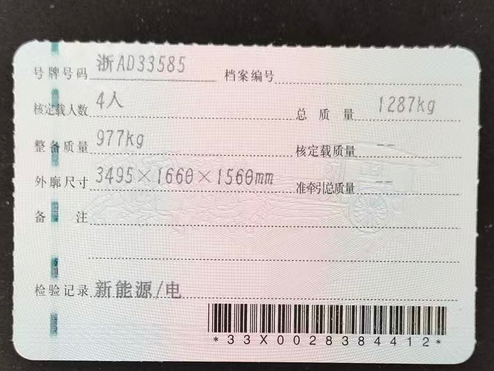 号牌号码 浙AD33585 档案编号
核定载人数 4人 总质量 1287kg
整备质量 977kg 核定载质量 --
外廓尺寸 3495×1660×1560mm 准牵引总质量 --
备注
检验记录 新能源/电
*33X0028384412*